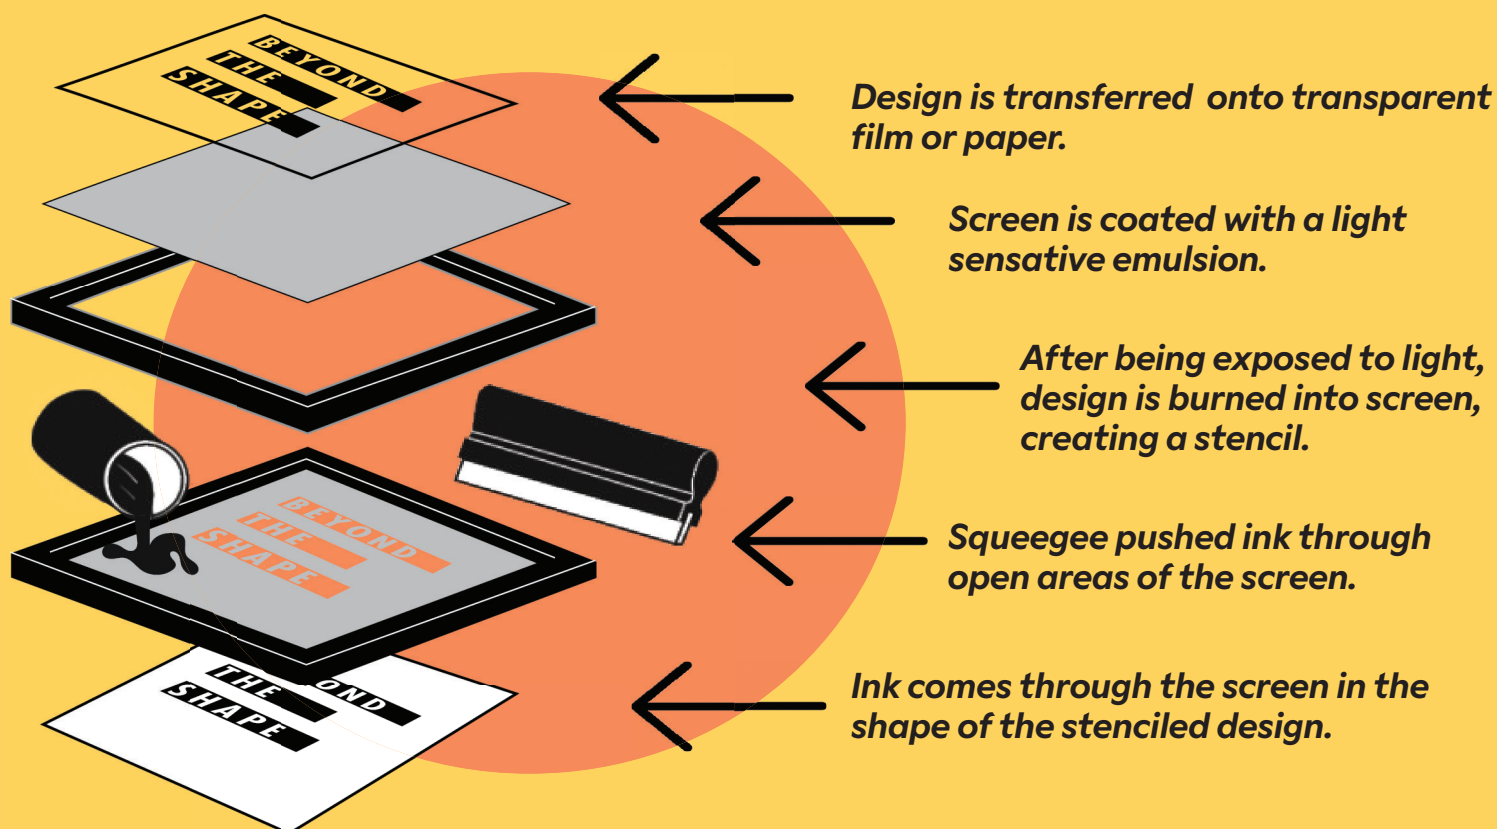 BEYOND
THE
SHAPE
Design is transferred onto transparent
film or paper.
Screen is coated with a light
sensative emulsion.
After being exposed to light,
design is burned into screen,
creating a stencil.
BEYOND
THE
SHAPE
Squeegee pushed ink through
open areas of the screen.
OND
THE
SHAPE
Ink comes through the screen in the
shape of the stenciled design.